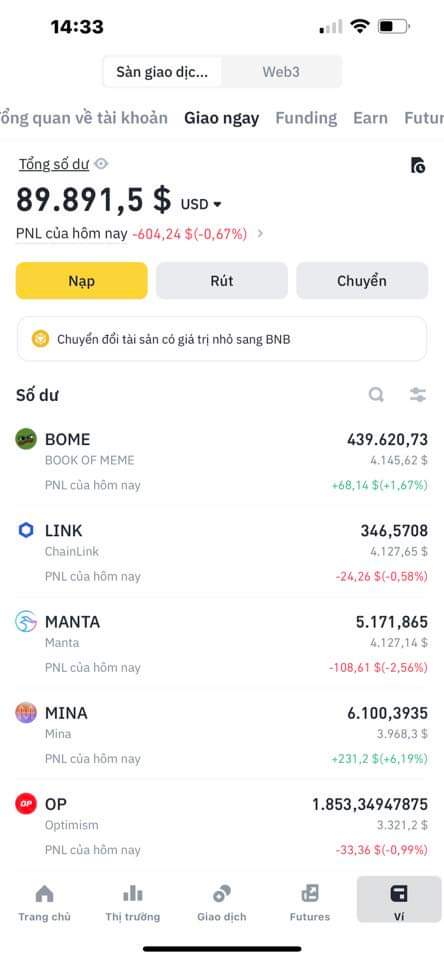 14:33
Sàn giao dịc... Web3
ổng quan về tài khoản Giao ngay Funding Earn Futur
Tổng số dư
89.891,5 $ USD
PNL của hôm nay -604,24 $(-0,67%)
Nạp Rút Chuyển
Chuyển đổi tài sản có giá trị nhỏ sang BNB
Số dư
BOME 439.620,73
BOOK OF MEME 4.145,62 $
PNL của hôm nay +68,14 $(+1,67%)
LINK 346,5708
ChainLink 4.127,65 $
PNL của hôm nay -24,26 $(-0,58%)
MANTA 5.171,865
Manta 4.127,14 $
PNL của hôm nay -108,61 $(-2,56%)
MINA 6.100,3935
Mina 3.968,3 $
PNL của hôm nay +231,2 $(+6,19%)
OP OP 1.853,34947875
Optimism 3.321,2 $
PNL của hôm nay -33,36 $(-0,99%)
Trang chủ Thị trường Giao dịch Futures Ví